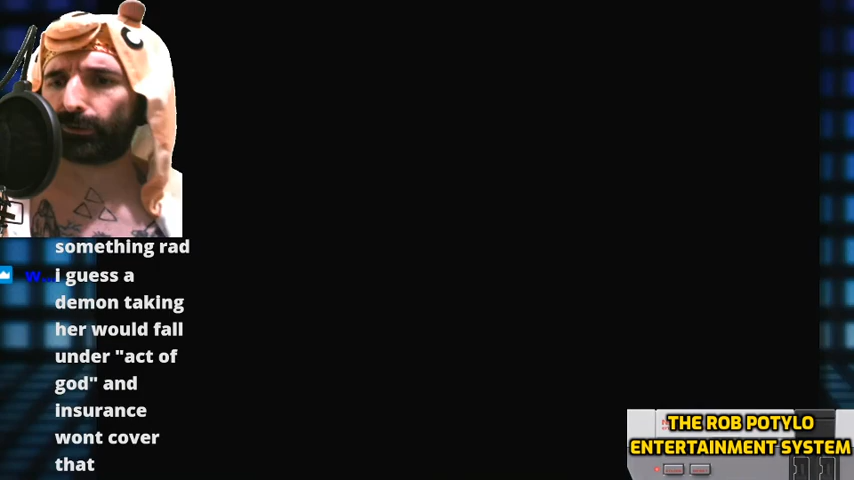 something rad
w... i guess a
demon taking
her would fall
under "act of
god" and
insurance
wont cover
that
THE ROB POTYLO
ENTERTAINMENT SYSTEM